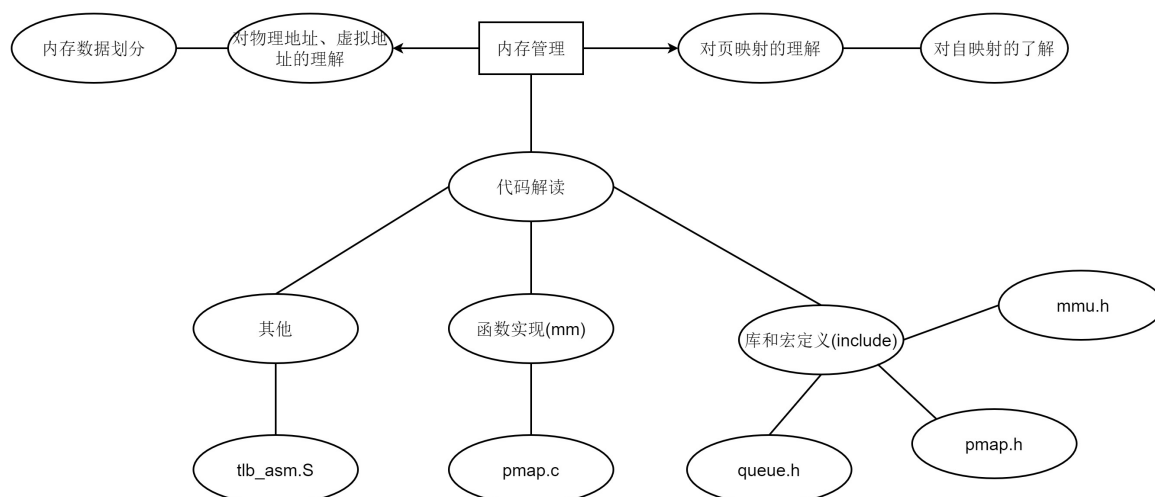 内存数据划分
对物理地址、虚拟地
址的理解
内存管理
对页映射的理解
对自映射的了解
代码解读
其他
函数实现(mm)
库和宏定义(include)
mmu.h
tlb_asm.S
pmap.c
queue.h
pmap.h